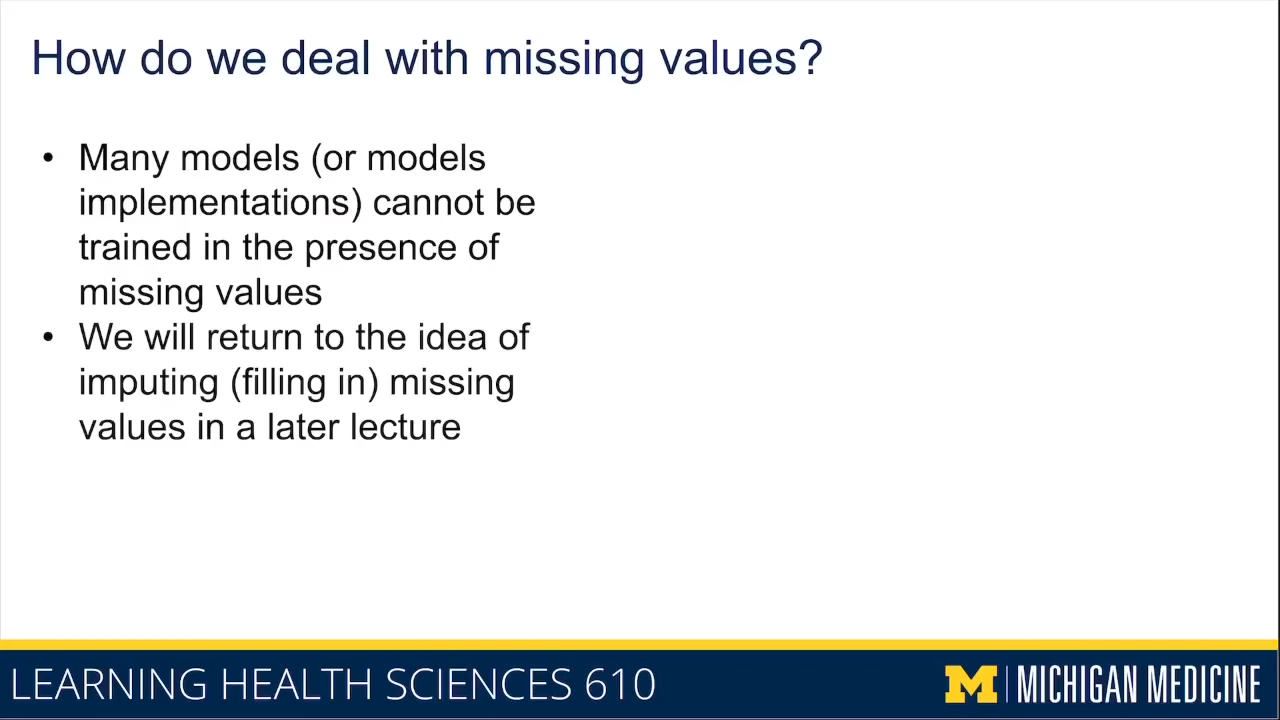 How do we deal with missing values?
• Many models (or models
implementations) cannot be
trained in the presence of
missing values
• We will return to the idea of
imputing (filling in) missing
values in a later lecture
LEARNING HEALTH SCIENCES 610
M | MICHIGAN MEDICINE